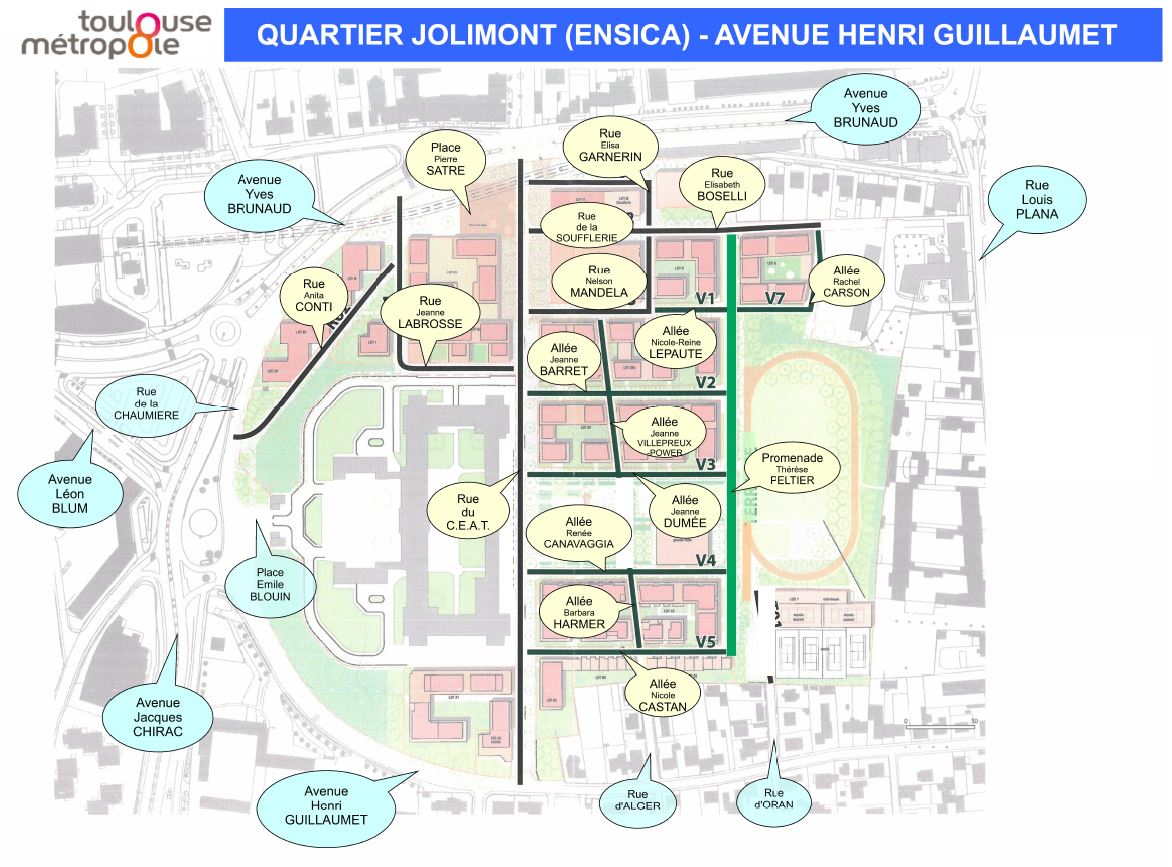 toulouse
métropole
QUARTIER JOLIMONT (ENSICA) - AVENUE HENRI GUILLAUMET
Avenue
Yves
BRUNAUD
Place
Pierre
SATRE
Rue
Elisa
GARNERIN
Rue
Elisabeth
BOSELLI
Avenue
Yves
BRUNAUD
Rue
Louis
PLANA
Rue
de la
SOUFFLERIE
Rue
Nelson
MANDELA
Allée
Rachel
CARSON
Rue
Anita
CONTI
Rue
Jeanne
LABROSSE
V1
V7
Allée
Nicole-Reine
LEPAUTE
Allée
Jeanne
BARRET
V2
Rue
de la
CHAUMIERE
Allée
Jeanne
VILLEPREUX
-POWER
V3
Promenade
Thérèse
FELTIER
Avenue
Léon
BLUM
Rue
du
C.E.A.T.
Allée
Jeanne
DUMÉE
Allée
Renée
CANAVAGGIA
V4
Place
Emile
BLOUIN
Allée
Barbara
HARMER
V5
Allée
Nicole
CASTAN
Avenue
Jacques
CHIRAC
0 50
Avenue
Henri
GUILLAUMET
Rue
d'ALGER
Rue
d'ORAN